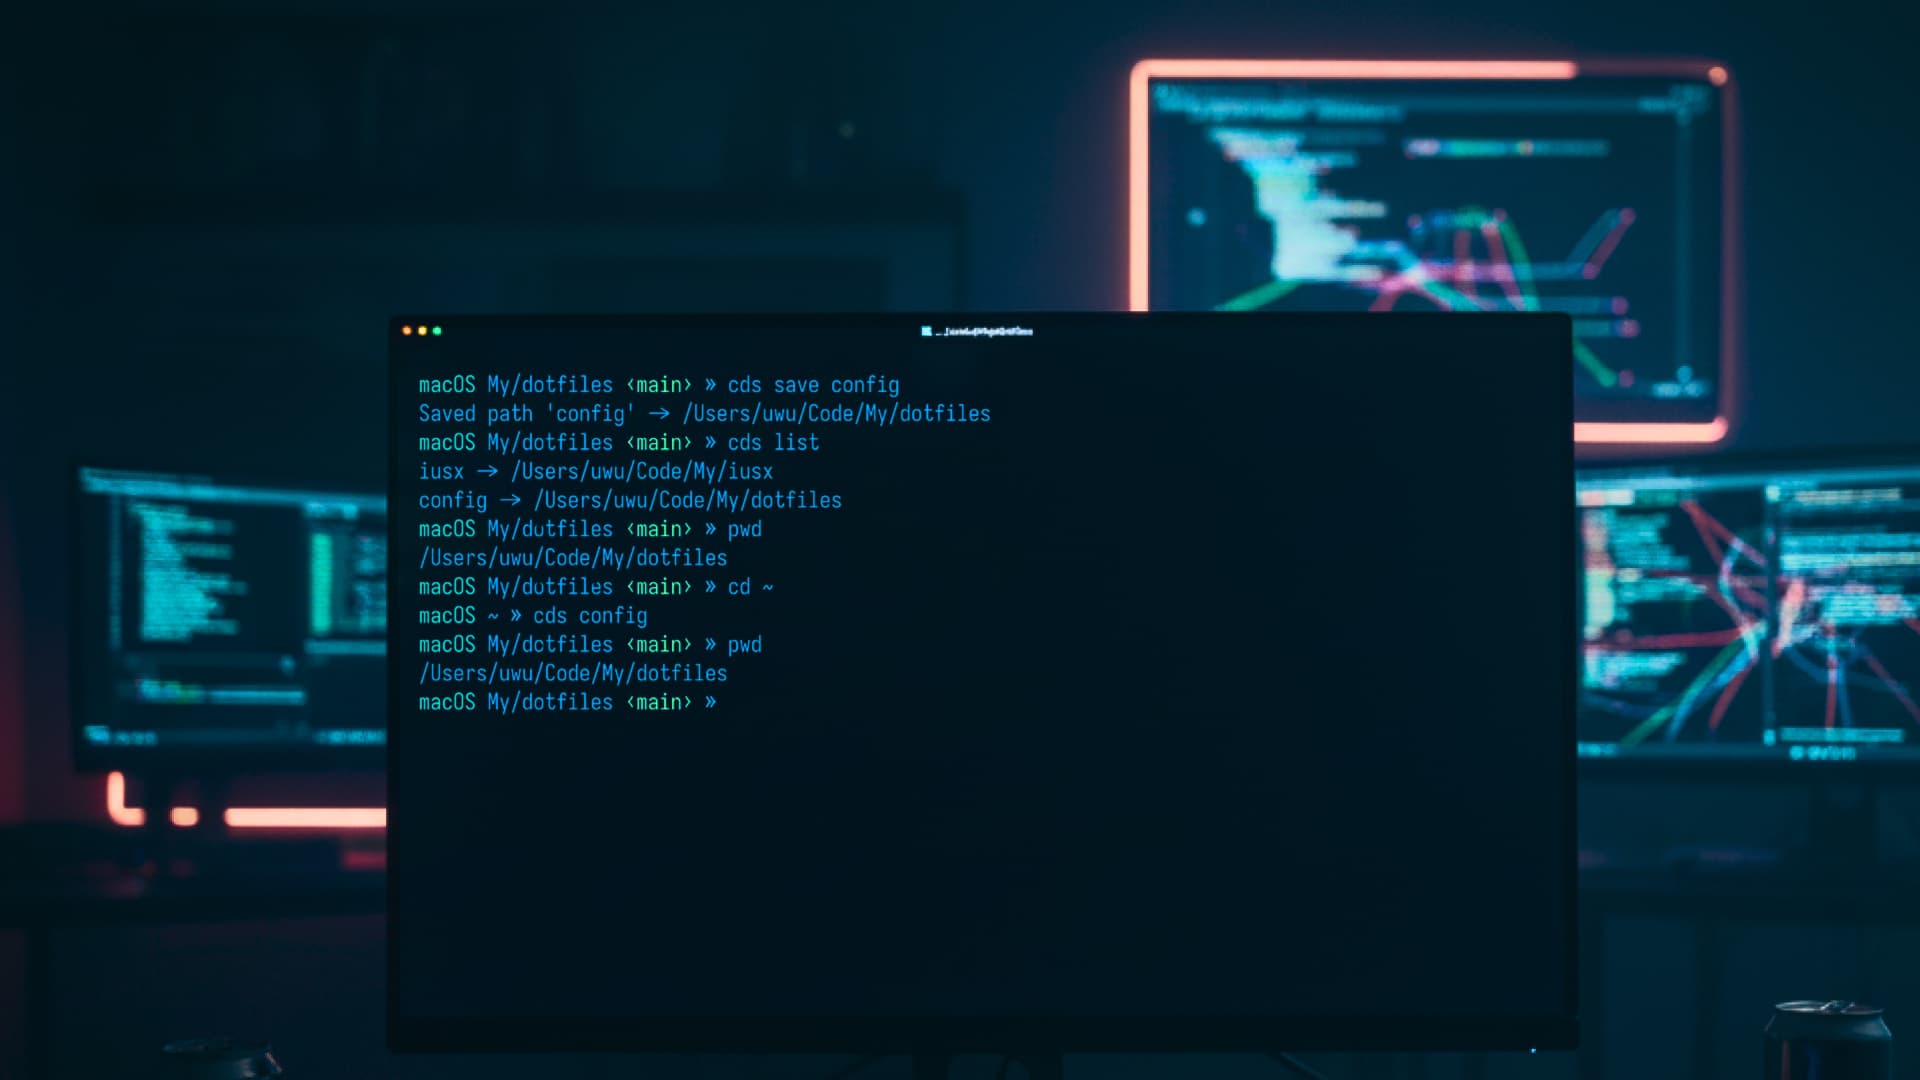 macOS My/dotfiles ‹main› » cds save config
Saved path 'config' → /Users/uwu/Code/My/dotfiles
macOS My/dotfiles ‹main› » cds list
iusx → /Users/uwu/Code/My/iusx
config → /Users/uwu/Code/My/dotfiles
macOS My/dotfiles ‹main› » pwd
/Users/uwu/Code/My/dotfiles
macOS My/dotfiles ‹main› » cd ~
macOS ~ » cds config
macOS My/dotfiles ‹main› » pwd
/Users/uwu/Code/My/dotfiles
macOS My/dotfiles ‹main› »